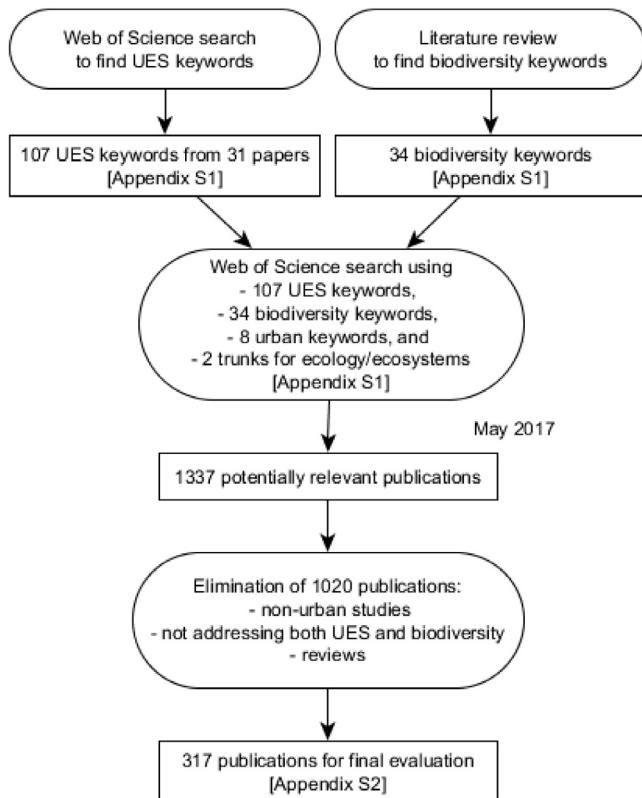 Web of Science search
to find UES keywords
Literature review
to find biodiversity keywords
107 UES keywords from 31 papers
[Appendix S1]
34 biodiversity keywords
[Appendix S1]
Web of Science search using
- 107 UES keywords,
- 34 biodiversity keywords,
- 8 urban keywords, and
- 2 trunks for ecology/ecosystems
[Appendix S1]
May 2017
1337 potentially relevant publications
Elimination of 1020 publications:
- non-urban studies
- not addressing both UES and biodiversity
- reviews
317 publications for final evaluation
[Appendix S2]